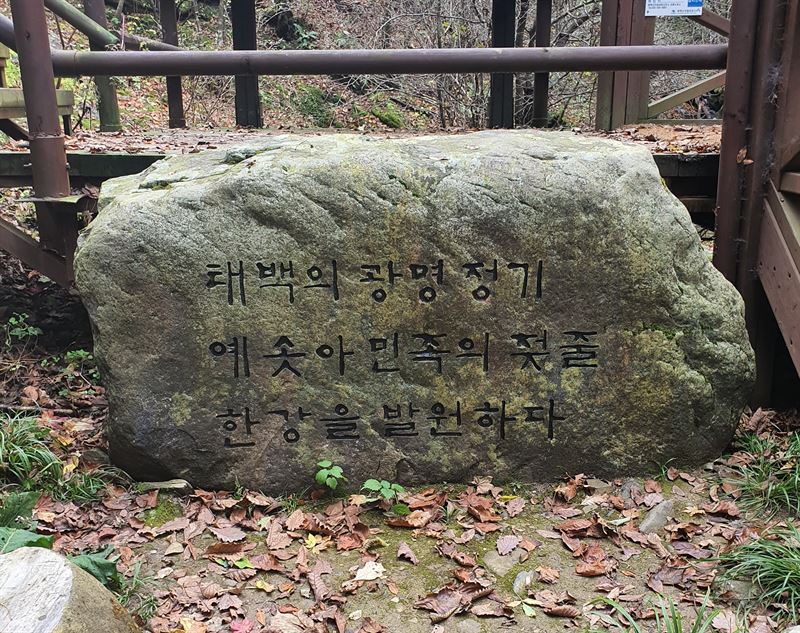 태백의 광명 정기
예 솟아 민족의 젖줄
한강을 발원하다